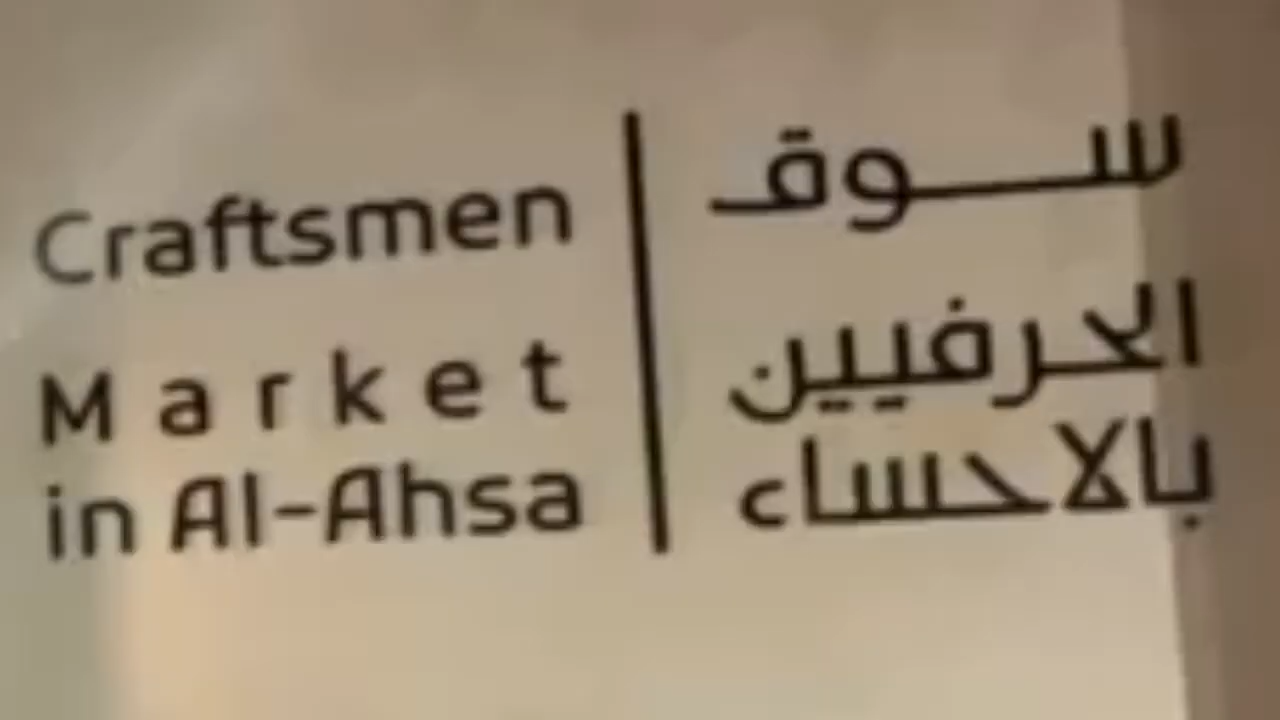 Craftsmen
Market
in Al-Ahsa
سوق
الحرفيين
بالاحساء